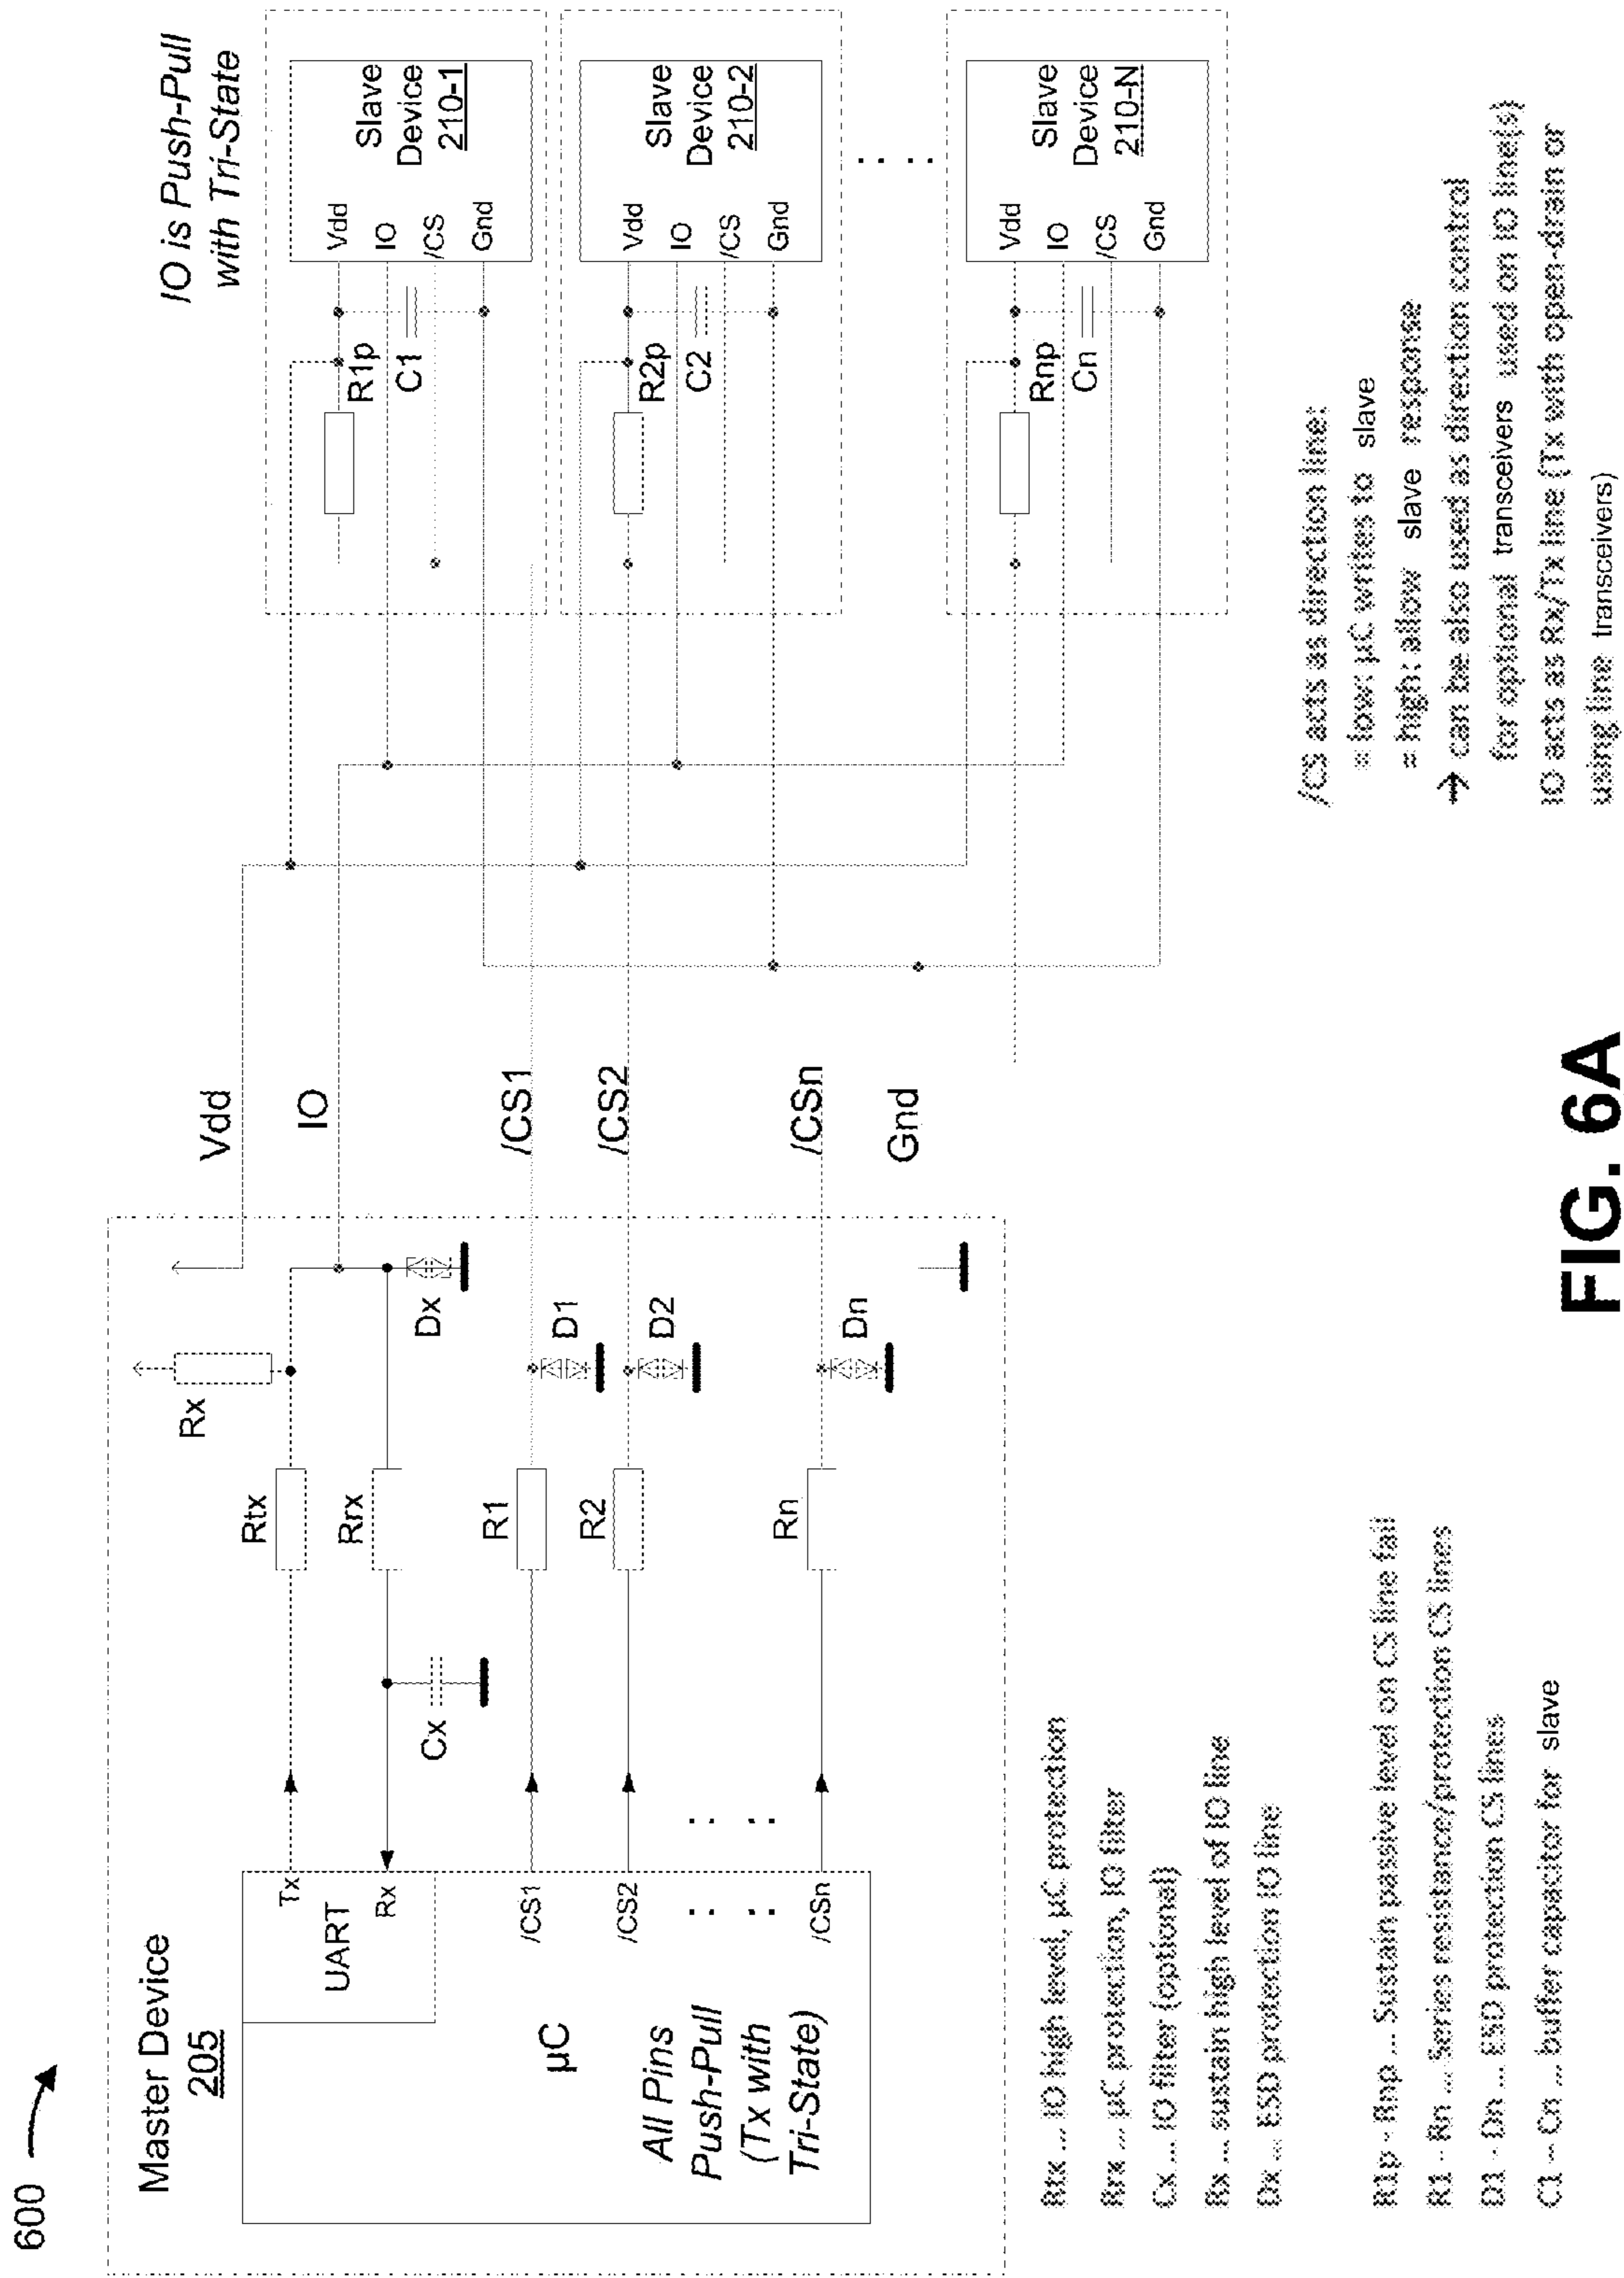 600
Master Device
205
UART
Tx
Rx
µC
All Pins
Push-Pull
(Tx with
Tri-State)
/CS1
/CS2
/CSn
Rtx
Rrx
Rx
Cx
Dx
R1
R2
Rn
D1
D2
Dn
Vdd
IO
/CS1
/CS2
/CSn
Gnd
IO is Push-Pull
with Tri-State
R1p
C1
Vdd
IO
/CS
Gnd
Slave
Device
210-1
R2p
C2
Vdd
IO
/CS
Gnd
Slave
Device
210-2
Rnp
Cn
Vdd
IO
/CS
Gnd
Slave
Device
210-N
Rtx ... IO high level, µC protection
Rrx ... µC protection, IO filter
Cx ... IO filter (optional)
Rx ... sustain high level of IO line
Dx ... ESD protection IO line
R1p - Rnp ... Sustain passive level on CS line fail
R1 - Rn ... Series resistance/protection CS lines
D1 - Dn ... ESD protection CS lines
C1 - Cn ... buffer capacitor for slave
/CS acts as direction line:
= low: µC writes to slave
= high: allow slave response
→ can be also used as direction control
for optional transceivers used on IO line(s)
IO acts as Rx/Tx line (Tx with open-drain or
using line transceivers)
FIG. 6A